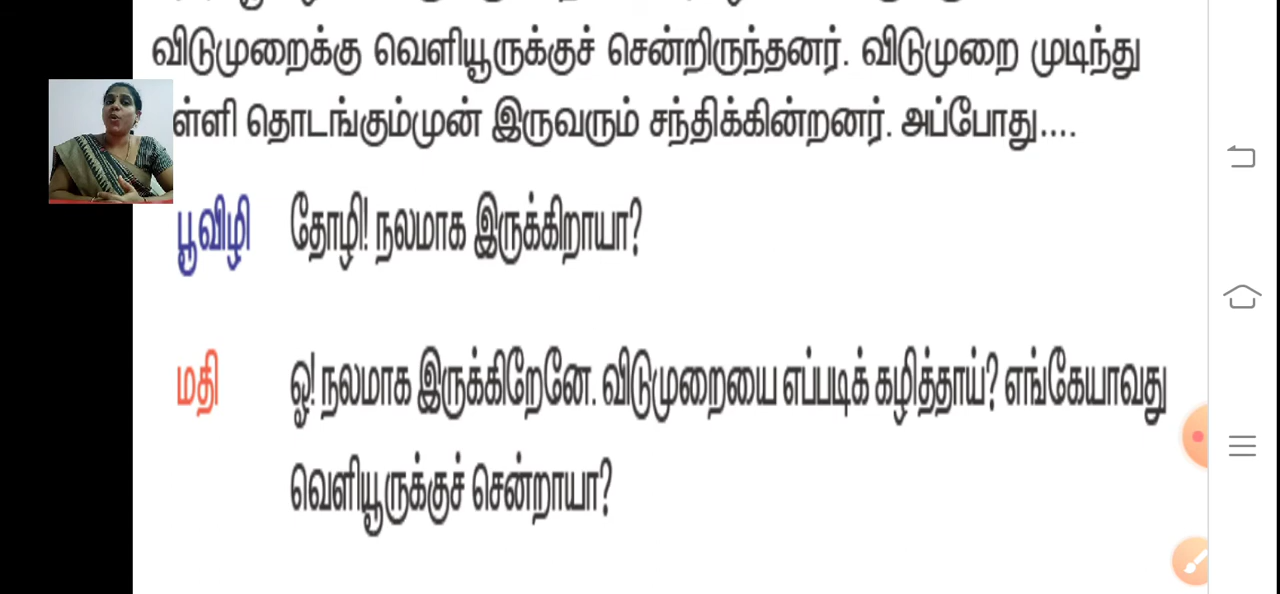 விடுமுறைக்கு வெளியூருக்குச் சென்றிருந்தனர். விடுமுறை முடிந்து
ள்ளி தொடங்கும்முன் இருவரும் சந்திக்கின்றனர். அப்போது....
பூவிழி தோழி! நலமாக இருக்கிறாயா?
மதி ஓ! நலமாக இருக்கிறேனே. விடுமுறையை எப்படிக் கழித்தாய்? எங்கேயாவது
வெளியூருக்குச் சென்றாயா?